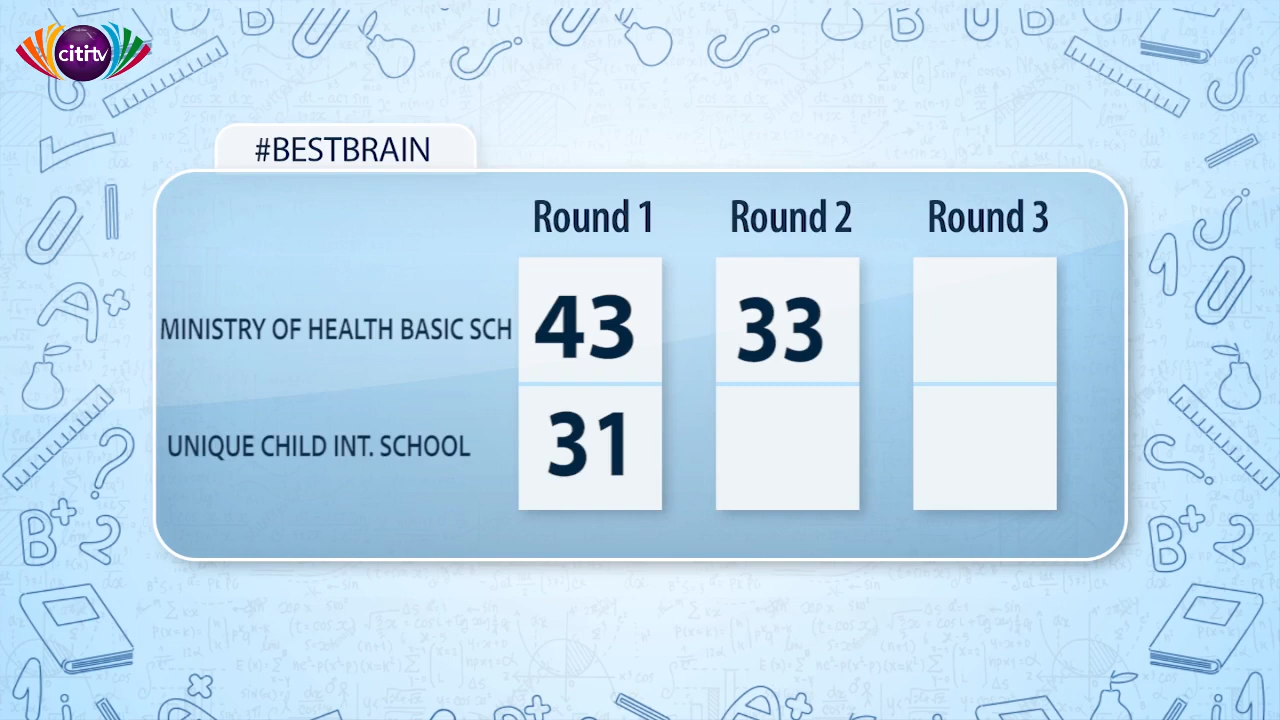 citi tv
#BESTBRAIN
Round 1 Round 2 Round 3
MINISTRY OF HEALTH BASIC SCH 43 33
UNIQUE CHILD INT. SCHOOL 31